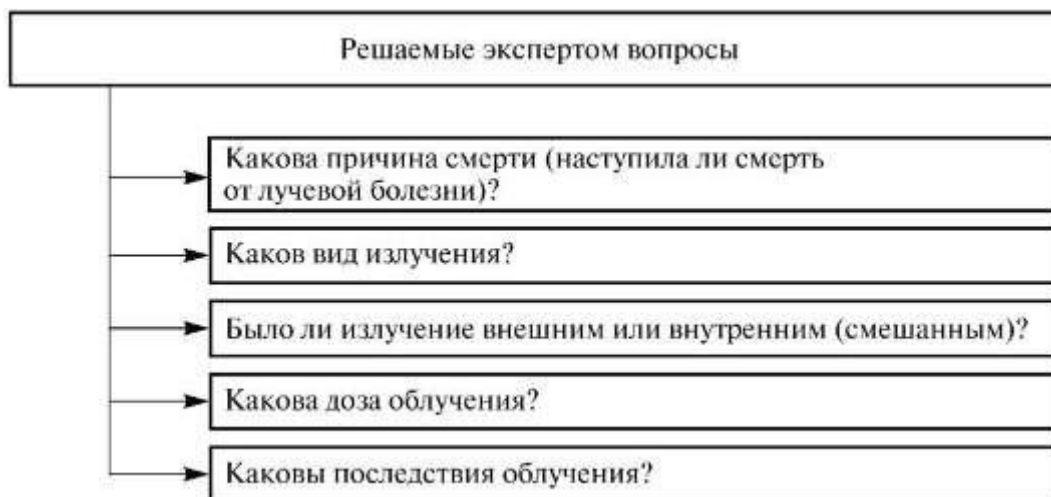 Решаемые экспертом вопросы
Какова причина смерти (наступила ли смерть
от лучевой болезни)?
Каков вид излучения?
Было ли излучение внешним или внутренним (смешанным)?
Какова доза облучения?
Каковы последствия облучения?